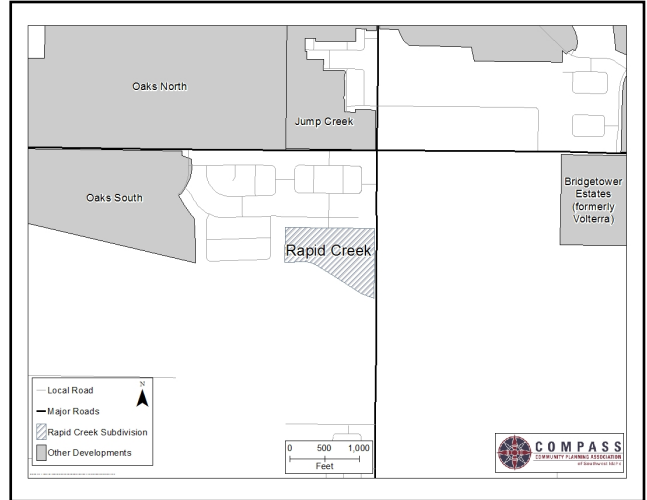 Oaks North
Jump Creek
Oaks South
Bridgetower
Estates
(formerly
Volterra)
Rapid Creek
N
Local Road
Major Roads
Rapid Creek Subdivision
Other Developments
0 500 1,000
Feet
COMPASS
COMMUNITY PLANNING ASSOCIATION
of Southwest Idaho